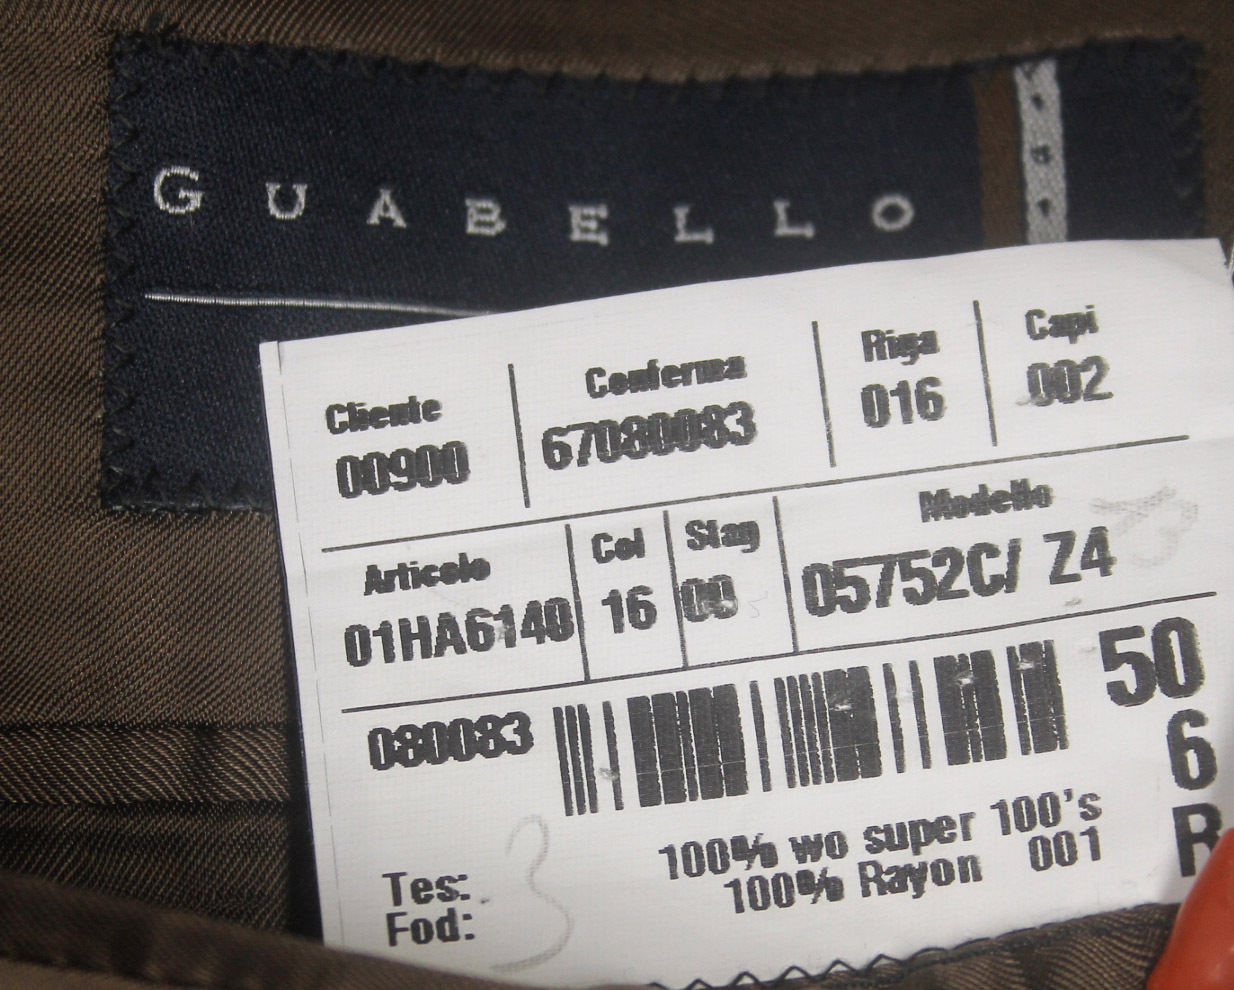 GUABELLO
Cliente Conferma Riga Capi
00900 67080083 016 002
Articolo Col Stag Modello
01HA6140 16 00 05752C/ Z4
080083 50
6
R
Tes: 100% wo super 100's
Fod: 100% Rayon 001
3